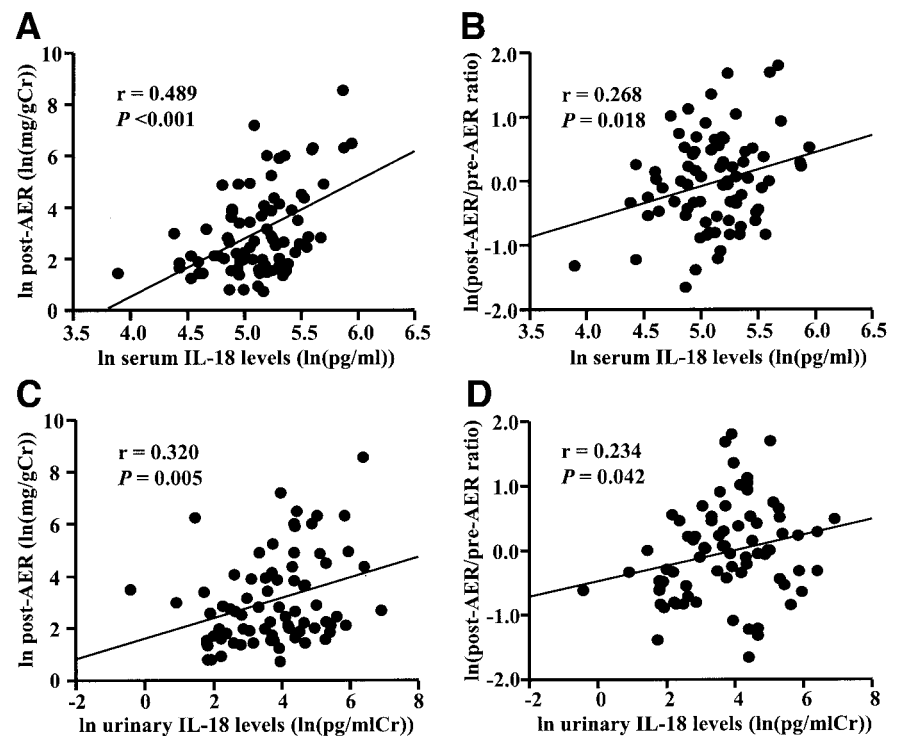 A
B
10
8
6
4
2
0
ln post-AER (ln(mg/gCr))
r = 0.489
P <0.001
3.5 4.0 4.5 5.0 5.5 6.0 6.5
ln serum IL-18 levels (ln(pg/ml))
2.0
1.0
0.0
-1.0
-2.0
ln(post-AER/pre-AER ratio)
r = 0.268
P = 0.018
3.5 4.0 4.5 5.0 5.5 6.0 6.5
ln serum IL-18 levels (ln(pg/ml))
C
D
10
8
6
4
2
0
ln post-AER (ln(mg/gCr))
r = 0.320
P = 0.005
-2 0 2 4 6 8
ln urinary IL-18 levels (ln(pg/mlCr)
2.0
1.0
0.0
-1.0
-2.0
ln(post-AER/pre-AER ratio)
r = 0.234
P = 0.042
-2 0 2 4 6 8
ln urinary IL-18 levels (ln(pg/mlCr)